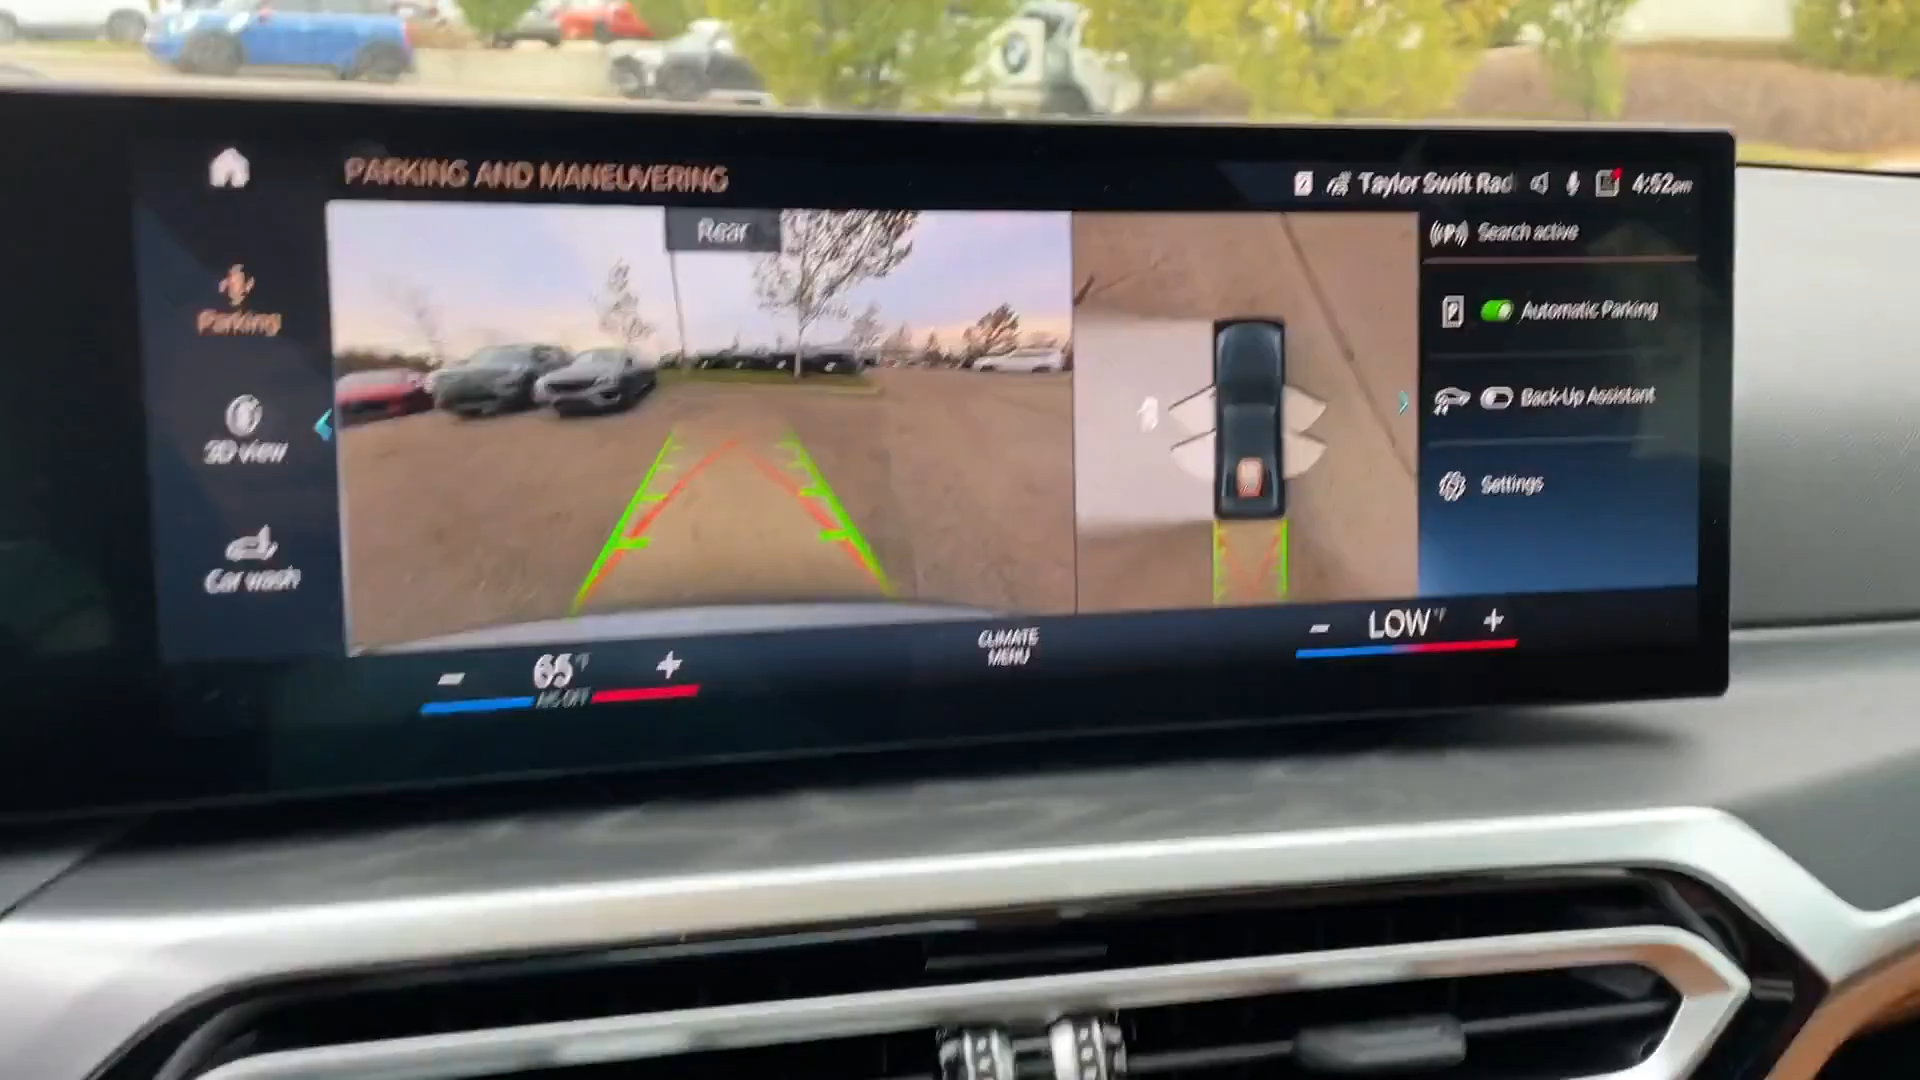 PARKING AND MANEUVERING
Taylor Swift Rad
4:52pm
Rear
Search active
Parking
Automatic Parking
3D view
Back-Up Assistant
Settings
Car wash
65°F
A/C OFF
CLIMATE
MENU
LOW °F